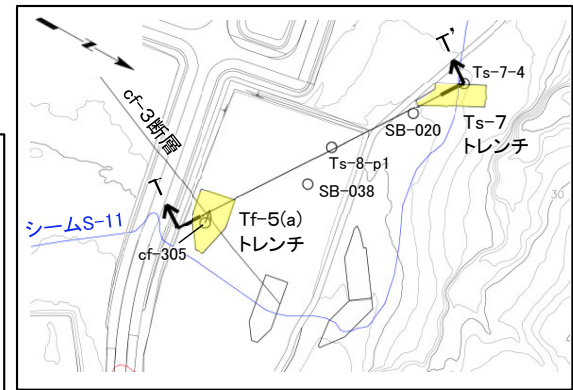 N
cf-3断層
T
T'
Ts-7-4
Ts-7
トレンチ
SB-020
Ts-8-p1
SB-038
Tf-5(a)
トレンチ
シームS-11
cf-305
30